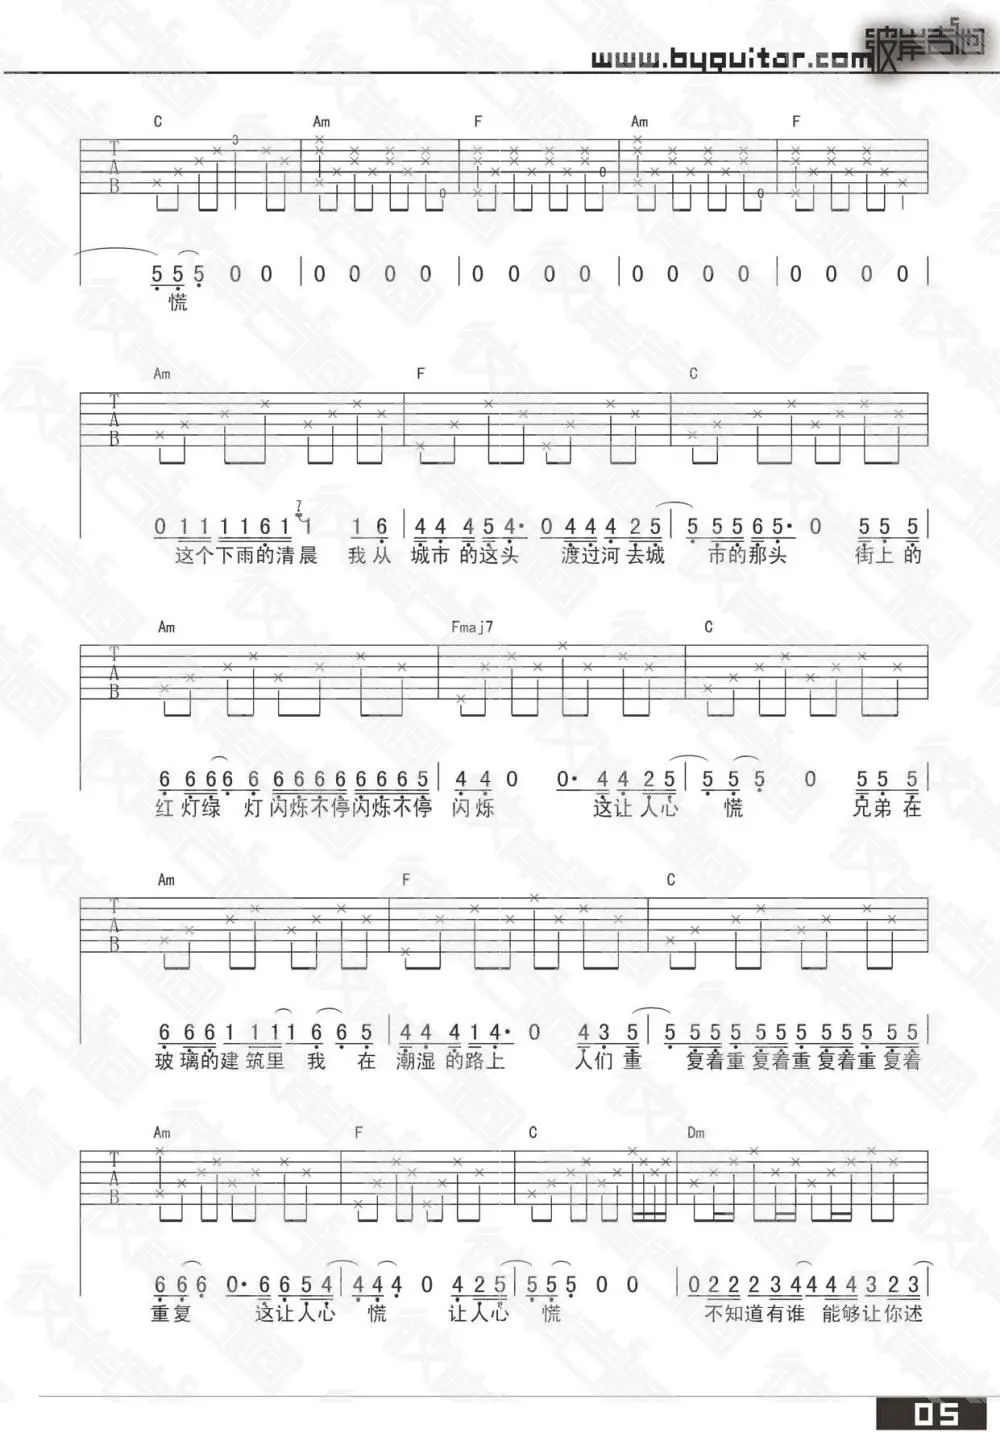 www.byguitar.com 彼岸吉他
C Am F Am F
3
T
A 0
B 0 0
5 5 5 0 0 0 0 0 0 0 0 0 0 0 0 0 0 0 0 0 0
慌
Am F C
T
A
B
7
0 1 1 1 1 6 1 1 1 6 4 4 4 5 4· 0 4 4 4 2 5 5 5 5 6 5· 0 5 5 5
这个下雨的清晨 我从 城市 的这头 渡过河去城 市的那头 街上的
Am Fmaj7 C
T
A
B
6 6 6 6 6 6 6 6 6 6 6 6 5 4 4 0 0· 4 4 2 5 5 5 5 0 5 5 5
红 灯绿 灯 闪烁不停闪烁不停 闪烁 这让 人心 慌 兄弟在
Am F C
T
A
B
6 6 6 1 1 1 1 1 6 6 5 4 4 4 1 4· 0 4 3 5 5 5 5 5 5 5 5 5 5 5 5 5
玻 璃的建 筑里 我 在 潮湿 的路上 人们 重 复着重 复着重 复着重 复着
Am F C Dm
T
A
B
6 6 6 0· 6 6 5 4 4 4 4 0 4 2 5 5 5 5 0 0 0 2 2 2 3 4 4 4 4 3 2 3
重复 这让人心 慌 让人心 慌 不知道有谁 能够让你述
05